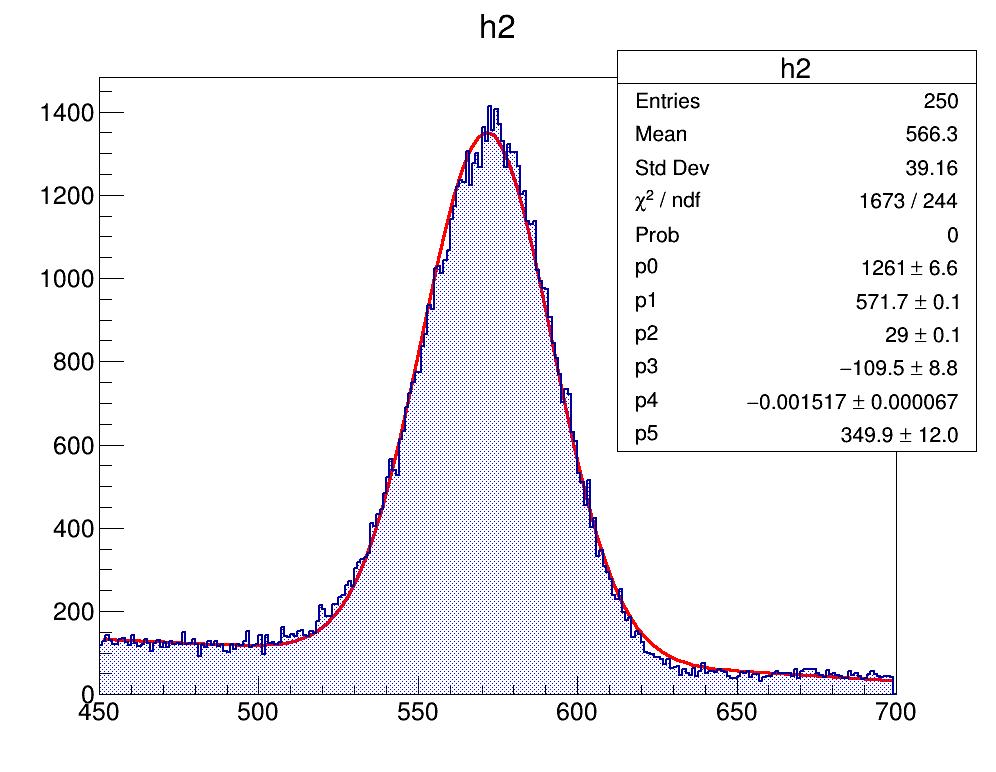 h2
h2
Entries 250
Mean 566.3
Std Dev 39.16
χ² / ndf 1673 / 244
Prob 0
p0 1261 ± 6.6
p1 571.7 ± 0.1
p2 29 ± 0.1
p3 −109.5 ± 8.8
p4 −0.001517 ± 0.000067
p5 349.9 ± 12.0
1400
1200
1000
800
600
400
200
0
450 500 550 600 650 700